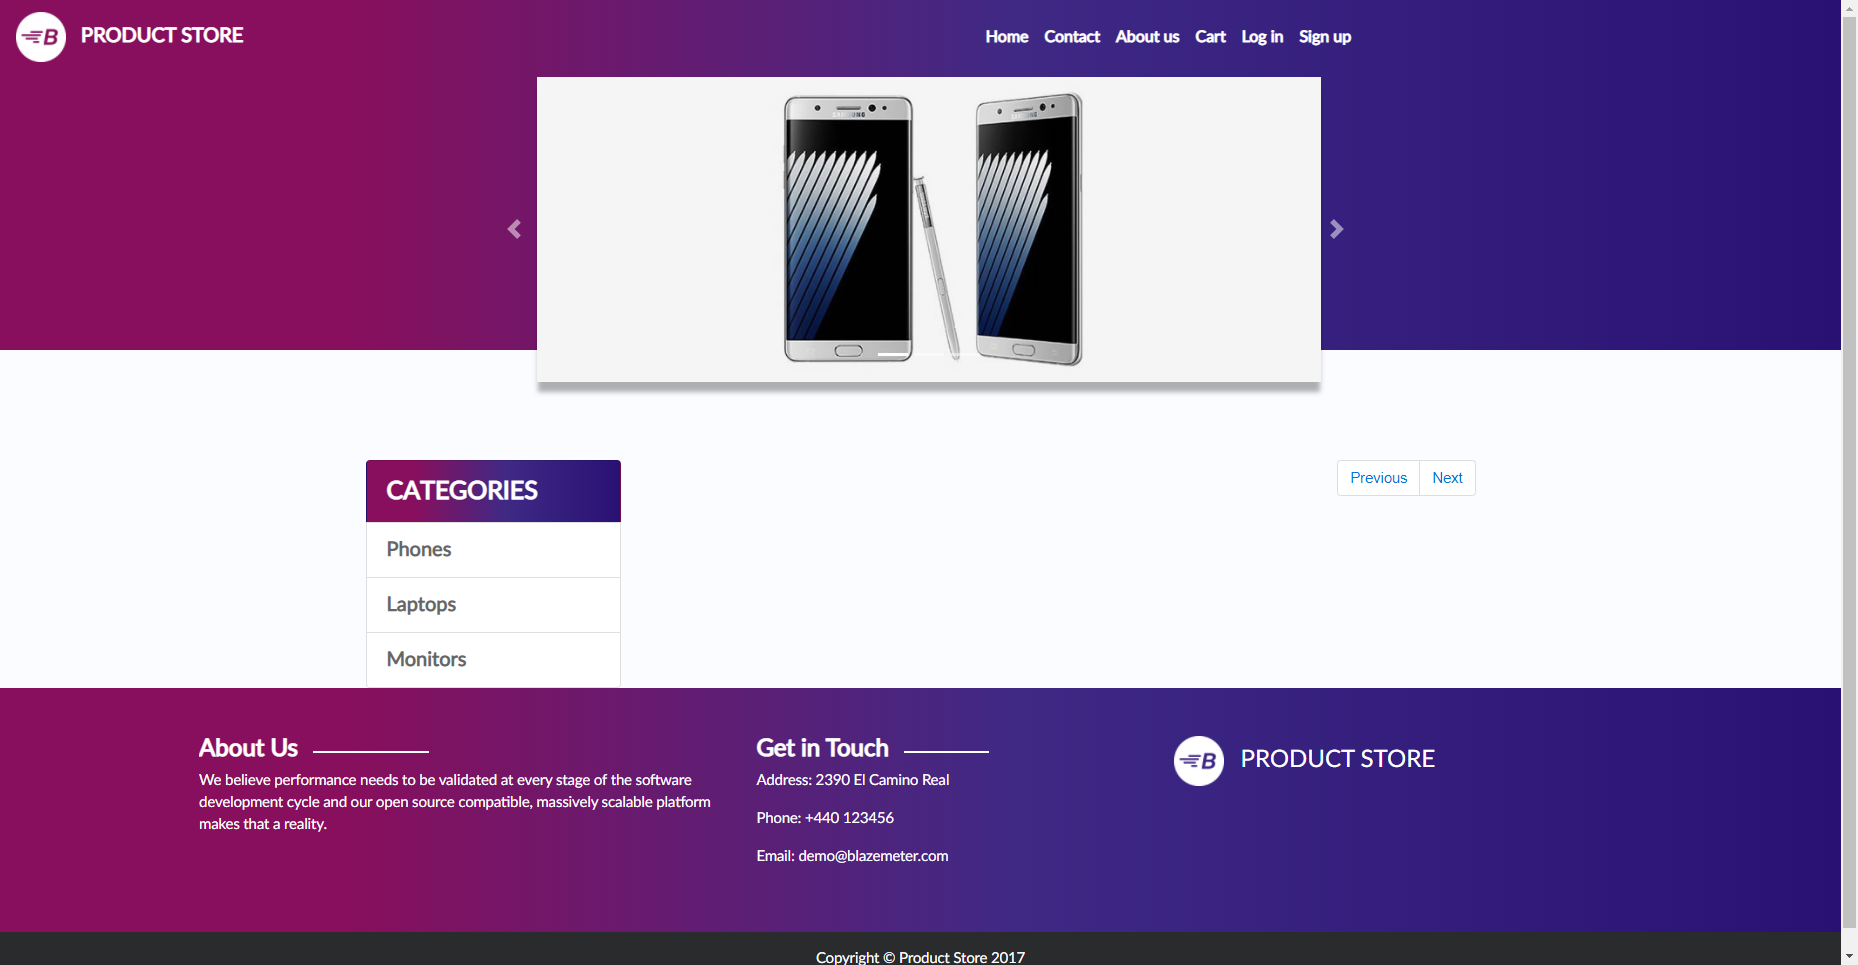 B PRODUCT STORE
Home Contact About us Cart Log in Sign up
SAMSUNG
SAMSUNG
CATEGORIES
Phones
Laptops
Monitors
Previous Next
About Us
We believe performance needs to be validated at every stage of the software
development cycle and our open source compatible, massively scalable platform
makes that a reality.
Get in Touch
Address: 2390 El Camino Real
Phone: +440 123456
Email: demo@blazemeter.com
B PRODUCT STORE
Copyright © Product Store 2017